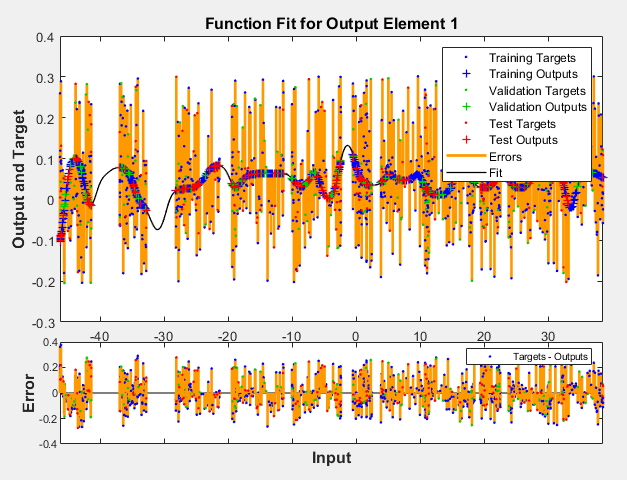 Function Fit for Output Element 1
Output and Target
0.4
0.3
0.2
0.1
0
-0.1
-0.2
-0.3
Training Targets
Training Outputs
Validation Targets
Validation Outputs
Test Targets
Test Outputs
Errors
Fit
-40 -30 -20 -10 0 10 20 30
Error
0.4
0.2
0
-0.2
-0.4
Targets - Outputs
Input